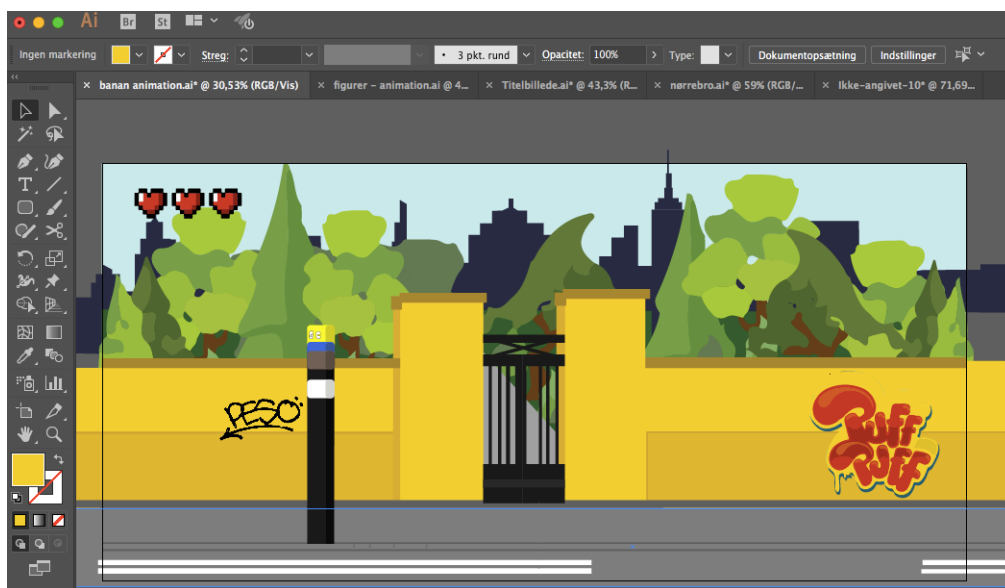 Ai Br St
Ingen markering Streg: 3 pkt. rund Opacitet: 100% Type: Dokumentopsætning Indstillinger
× banan animation.ai* @ 30,53% (RGB/Vis) × figurer – animation.ai @ 4... × Titelbillede.ai* @ 43,3% (R... × nørrebro.ai* @ 59% (RGB/... × Ikke-angivet-10* @ 71,69...
PESO
RUFF
RUFF